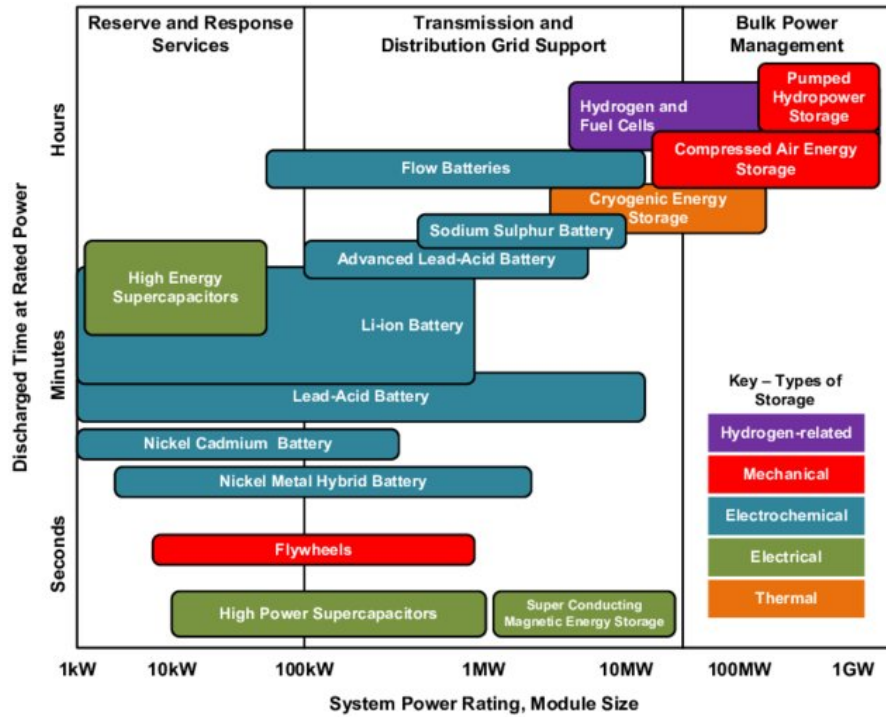 Reserve and Response
Services
Transmission and
Distribution Grid Support
Bulk Power
Management
Discharged Time at Rated Power
Hours
Minutes
Seconds
Pumped
Hydropower
Storage
Hydrogen and
Fuel Cells
Compressed Air Energy
Storage
Flow Batteries
Cryogenic Energy
Storage
Sodium Sulphur Battery
Advanced Lead-Acid Battery
High Energy
Supercapacitors
Li-ion Battery
Lead-Acid Battery
Nickel Cadmium Battery
Nickel Metal Hybrid Battery
Flywheels
High Power Supercapacitors
Super Conducting
Magnetic Energy Storage
Key – Types of
Storage
Hydrogen-related
Mechanical
Electrochemical
Electrical
Thermal
1kW 10kW 100kW 1MW 10MW 100MW 1GW
System Power Rating, Module Size